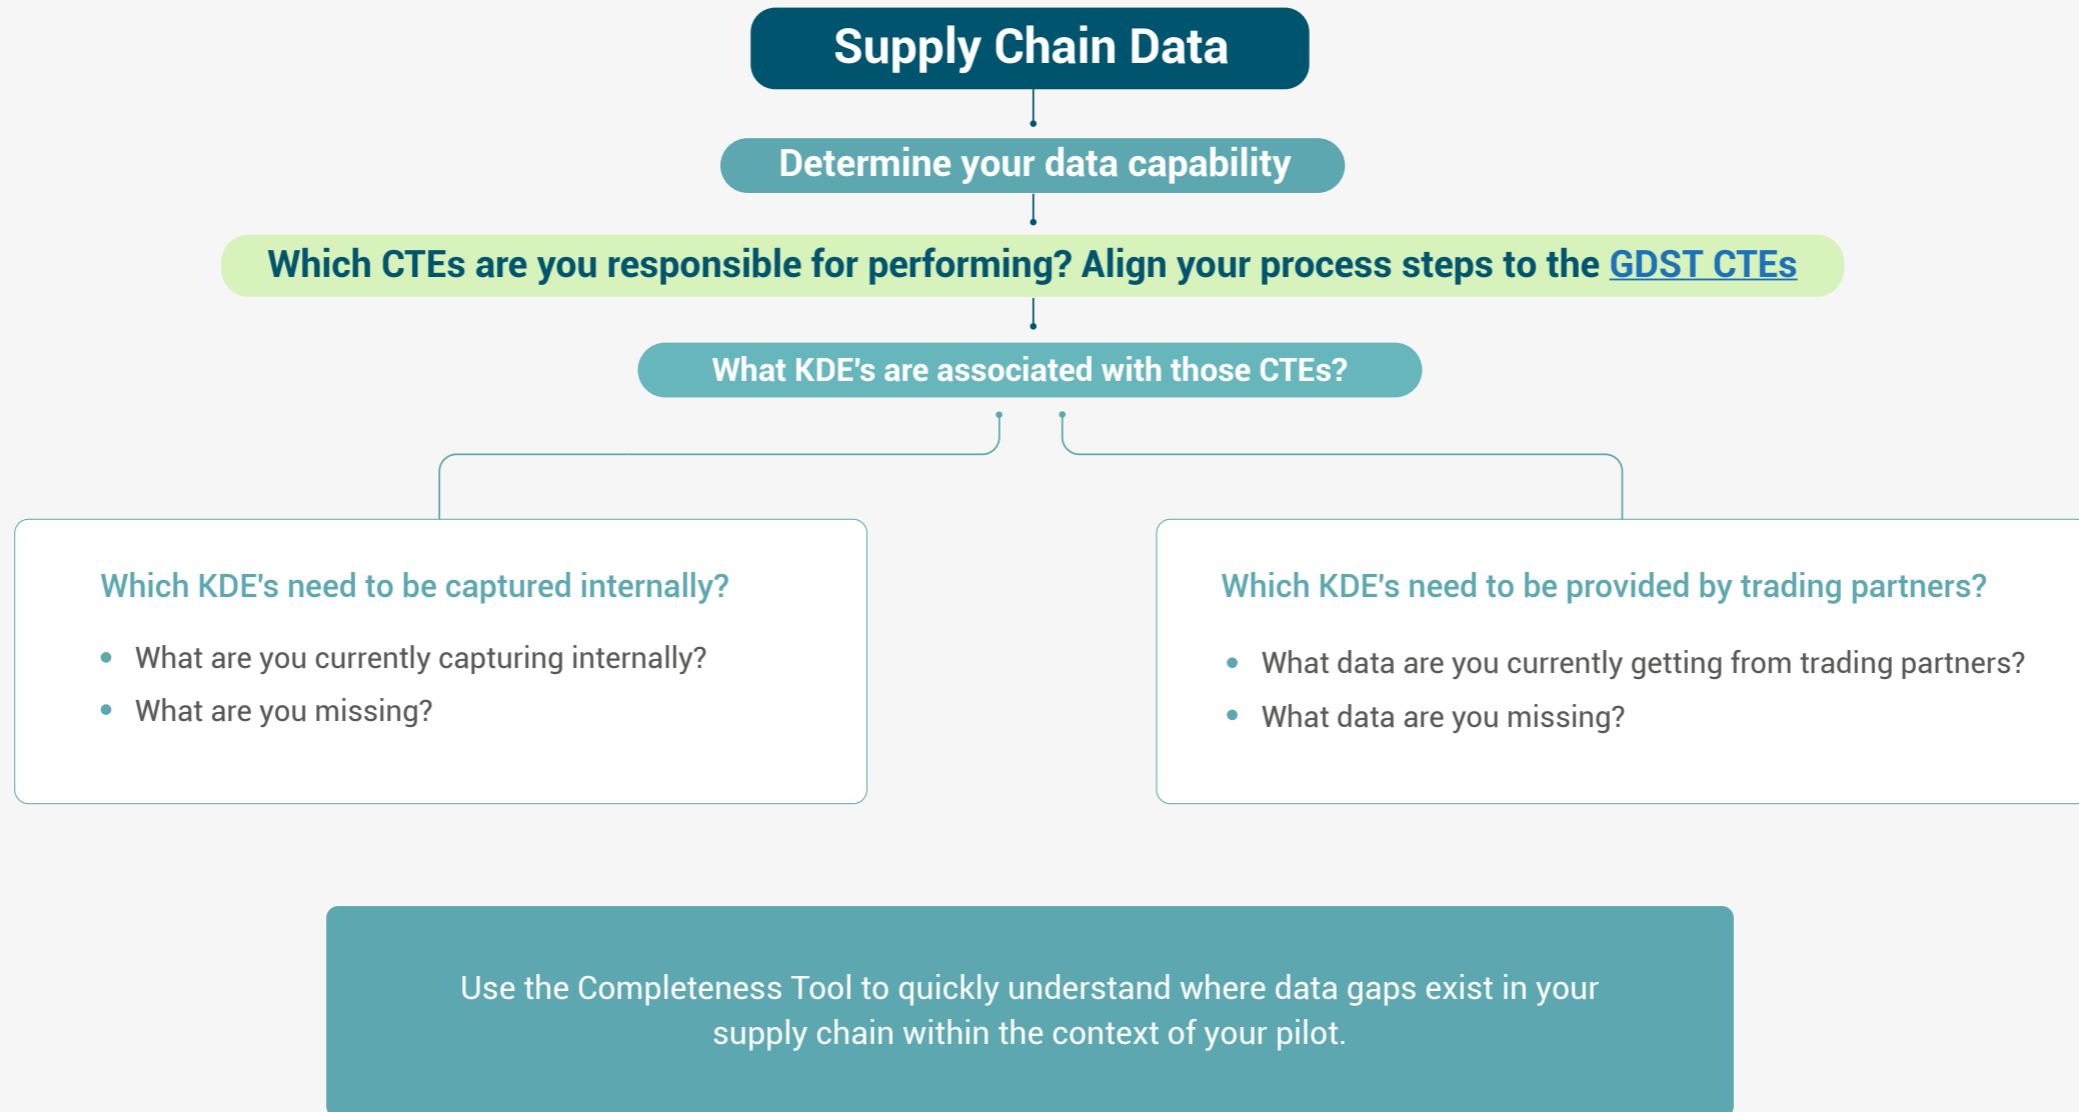 Supply Chain Data
Determine your data capability
Which CTEs are you responsible for performing? Align your process steps to the GDST CTEs
What KDE's are associated with those CTEs?
Which KDE's need to be captured internally?
• What are you currently capturing internally?
• What are you missing?
Which KDE's need to be provided by trading partners?
• What data are you currently getting from trading partners?
• What data are you missing?
Use the Completeness Tool to quickly understand where data gaps exist in your
supply chain within the context of your pilot.